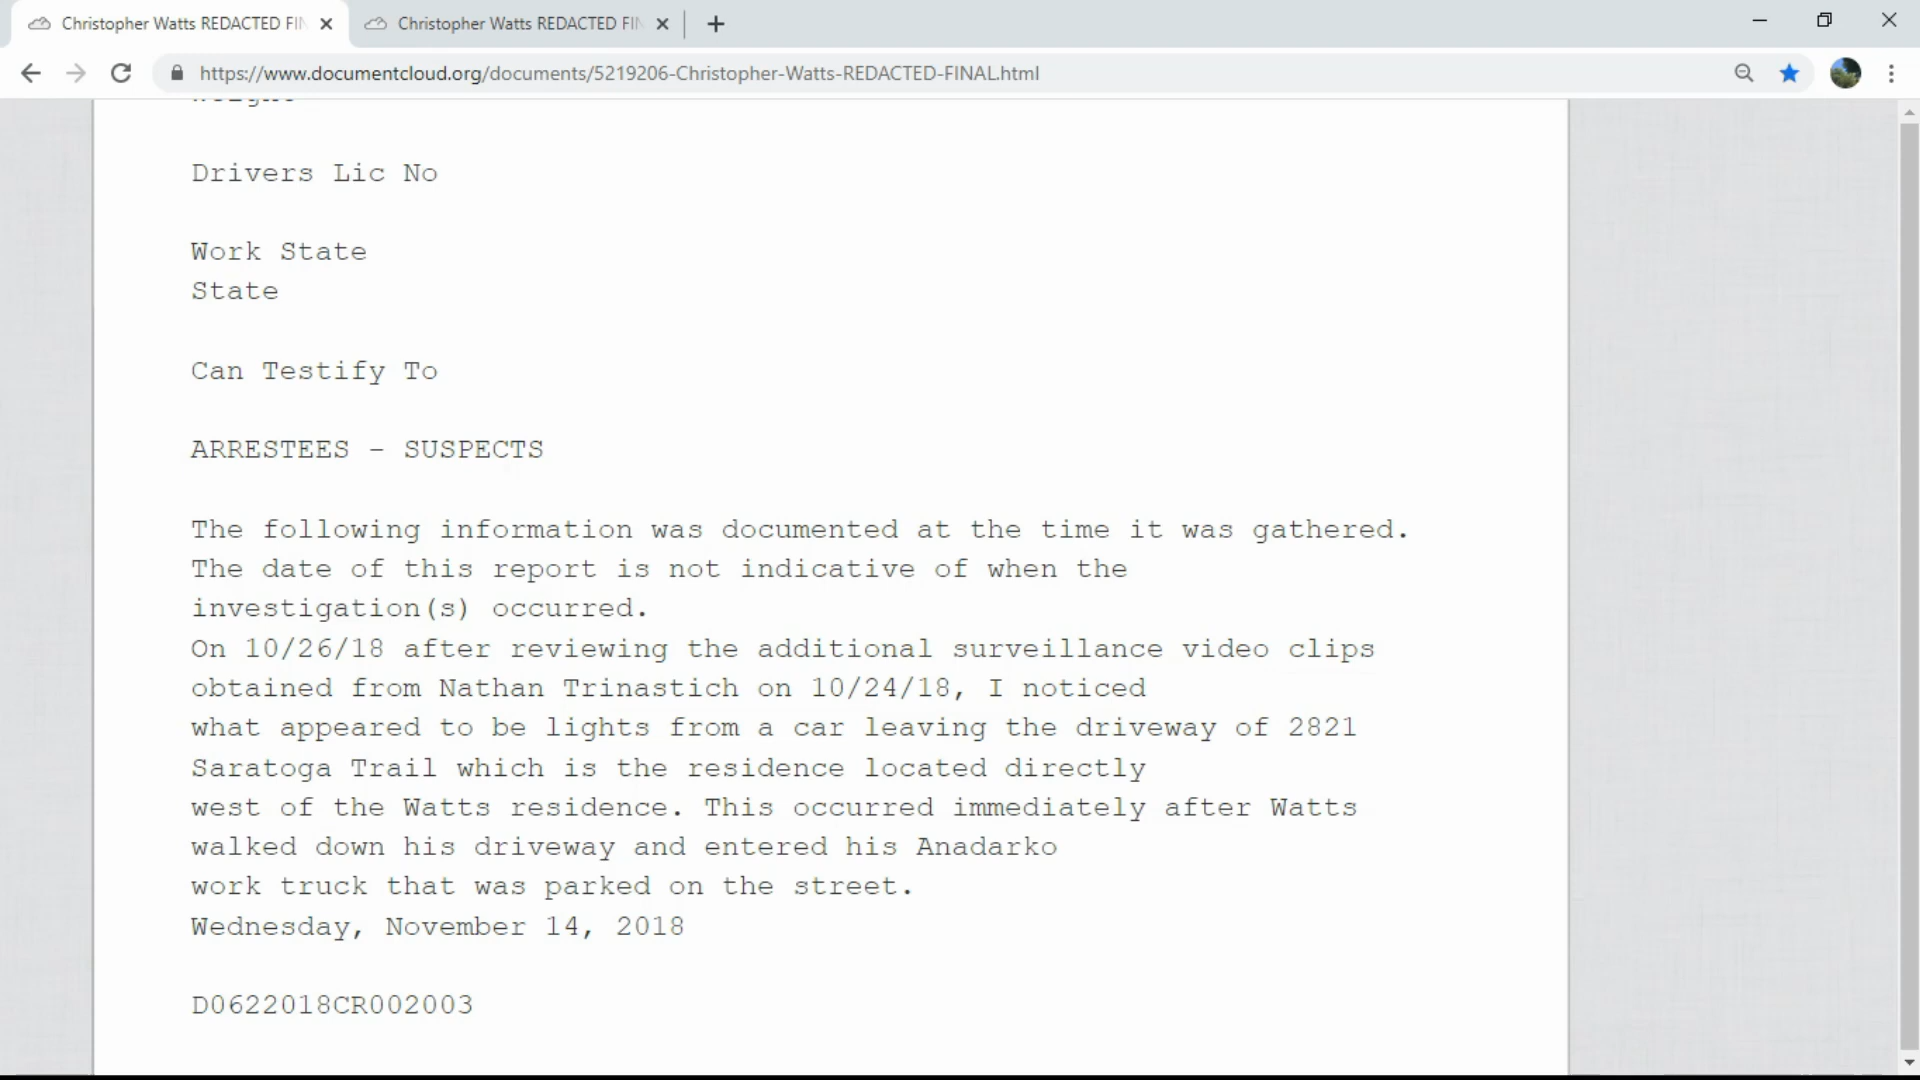 Christopher Watts REDACTED FIN
Christopher Watts REDACTED FIN
https://www.documentcloud.org/documents/5219206-Christopher-Watts-REDACTED-FINAL.html
Drivers Lic No
Work State
State
Can Testify To
ARRESTEES - SUSPECTS
The following information was documented at the time it was gathered.
The date of this report is not indicative of when the
investigation(s) occurred.
On 10/26/18 after reviewing the additional surveillance video clips
obtained from Nathan Trinastich on 10/24/18, I noticed
what appeared to be lights from a car leaving the driveway of 2821
Saratoga Trail which is the residence located directly
west of the Watts residence. This occurred immediately after Watts
walked down his driveway and entered his Anadarko
work truck that was parked on the street.
Wednesday, November 14, 2018
D0622018CR002003